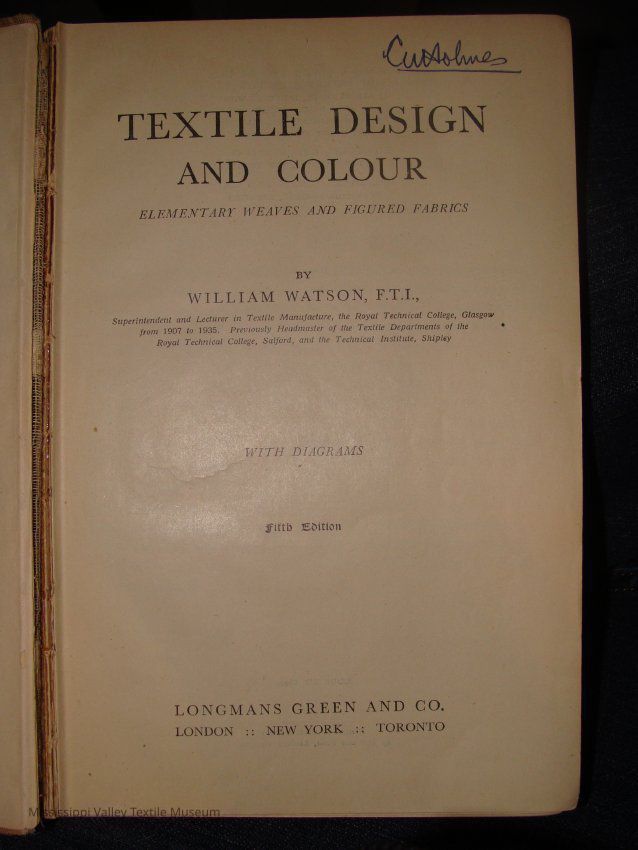 CW Holmes
TEXTILE DESIGN
AND COLOUR
ELEMENTARY WEAVES AND FIGURED FABRICS
BY
WILLIAM WATSON, F.T.I.,
Superintendent and Lecturer in Textile Manufacture, the Royal Technical College, Glasgow
from 1907 to 1935. Previously Headmaster of the Textile Departments of the
Royal Technical College, Salford, and the Technical Institute, Shipley
WITH DIAGRAMS
Fifth Edition
LONGMANS GREEN AND CO.
LONDON :: NEW YORK :: TORONTO
Mississippi Valley Textile Museum